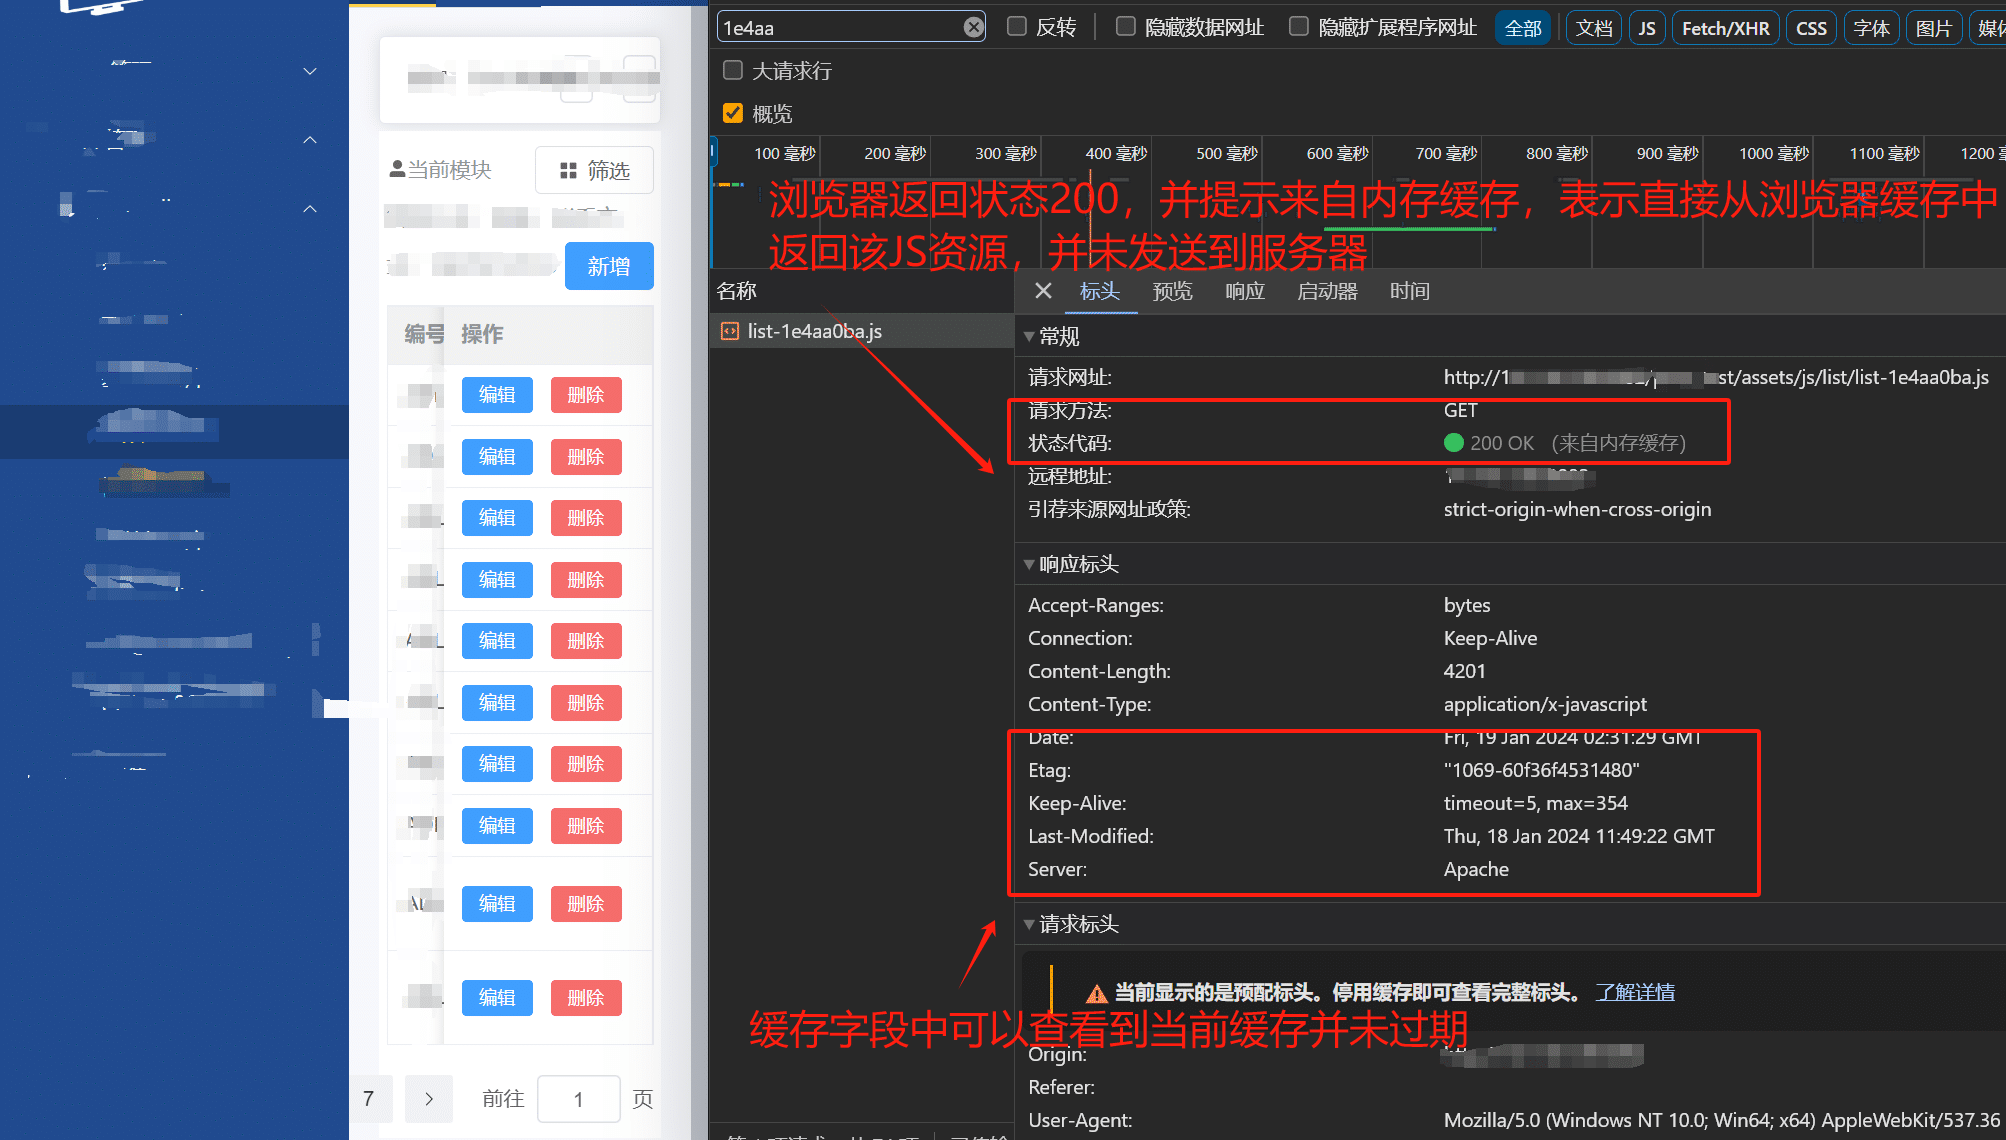 1e4aa
反转
隐藏数据网址
隐藏扩展程序网址
全部
文档
JS
Fetch/XHR
CSS
字体
图片
大请求行
概览
100 毫秒
200 毫秒
300 毫秒
400 毫秒
500 毫秒
600 毫秒
700 毫秒
800 毫秒
900 毫秒
1000 毫秒
1100 毫秒
1200
浏览器返回状态200，并提示来自内存缓存，表示直接从浏览器缓存中
返回该JS资源，并未发送到服务器
当前模块
筛选
新增
编号 操作
编辑 删除
编辑 删除
编辑 删除
编辑 删除
编辑 删除
编辑 删除
编辑 删除
编辑 删除
编辑 删除
编辑 删除
7
前往 1 页
名称
list-1e4aa0ba.js
标头
预览
响应
启动器
时间
常规
请求网址: http://1 st/assets/js/list/list-1e4aa0ba.js
请求方法: GET
状态代码: 200 OK （来自内存缓存）
远程地址:
引荐来源网址政策: strict-origin-when-cross-origin
响应标头
Accept-Ranges: bytes
Connection: Keep-Alive
Content-Length: 4201
Content-Type: application/x-javascript
Date: Fri, 19 Jan 2024 02:31:29 GMT
Etag: "1069-60f36f4531480"
Keep-Alive: timeout=5, max=354
Last-Modified: Thu, 18 Jan 2024 11:49:22 GMT
Server: Apache
请求标头
当前显示的是预配标头。停用缓存即可查看完整标头。 了解详情
缓存字段中可以查看到当前缓存并未过期
Origin:
Referer:
User-Agent: Mozilla/5.0 (Windows NT 10.0; Win64; x64) AppleWebKit/537.36